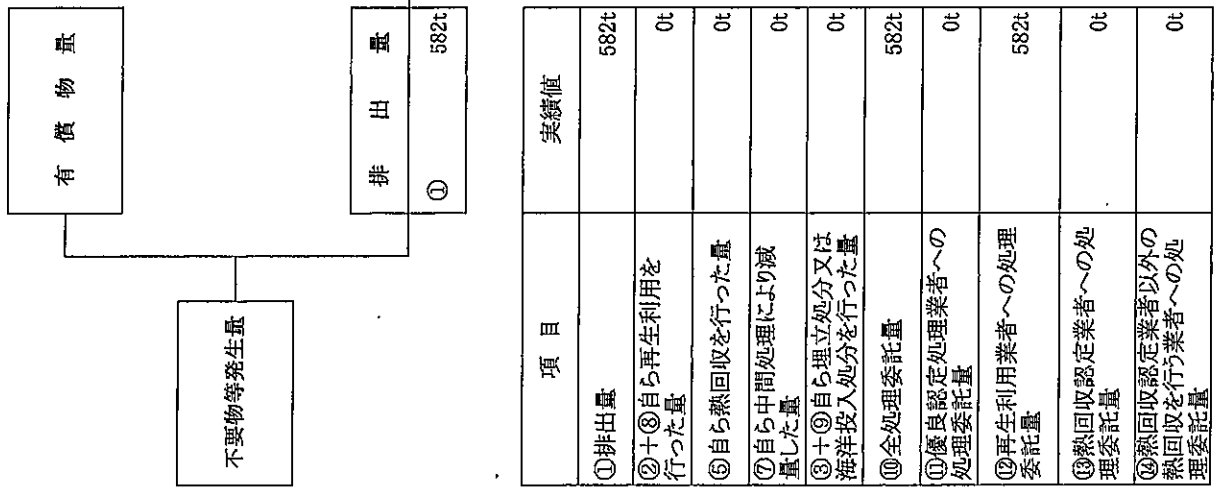 不要物等発生量
有償物量
排出量
① 582t
項目 実績値
①排出量 582t
②+⑧自ら再生利用を
行った量 0t
⑤自ら熱回収を行った量 0t
⑦自ら中間処理により減
量した量 0t
③+⑨自ら埋立処分又は
海洋投入処分を行った量 0t
⑩全処理委託量 582t
⑪優良認定処理業者への
処理委託量 0t
⑫再生利用業者への処理
委託量 582t
⑬熱回収認定業者への処
理委託量 0t
⑭熱回収認定業者以外の
熱回収を行う業者への処
理委託量 0t